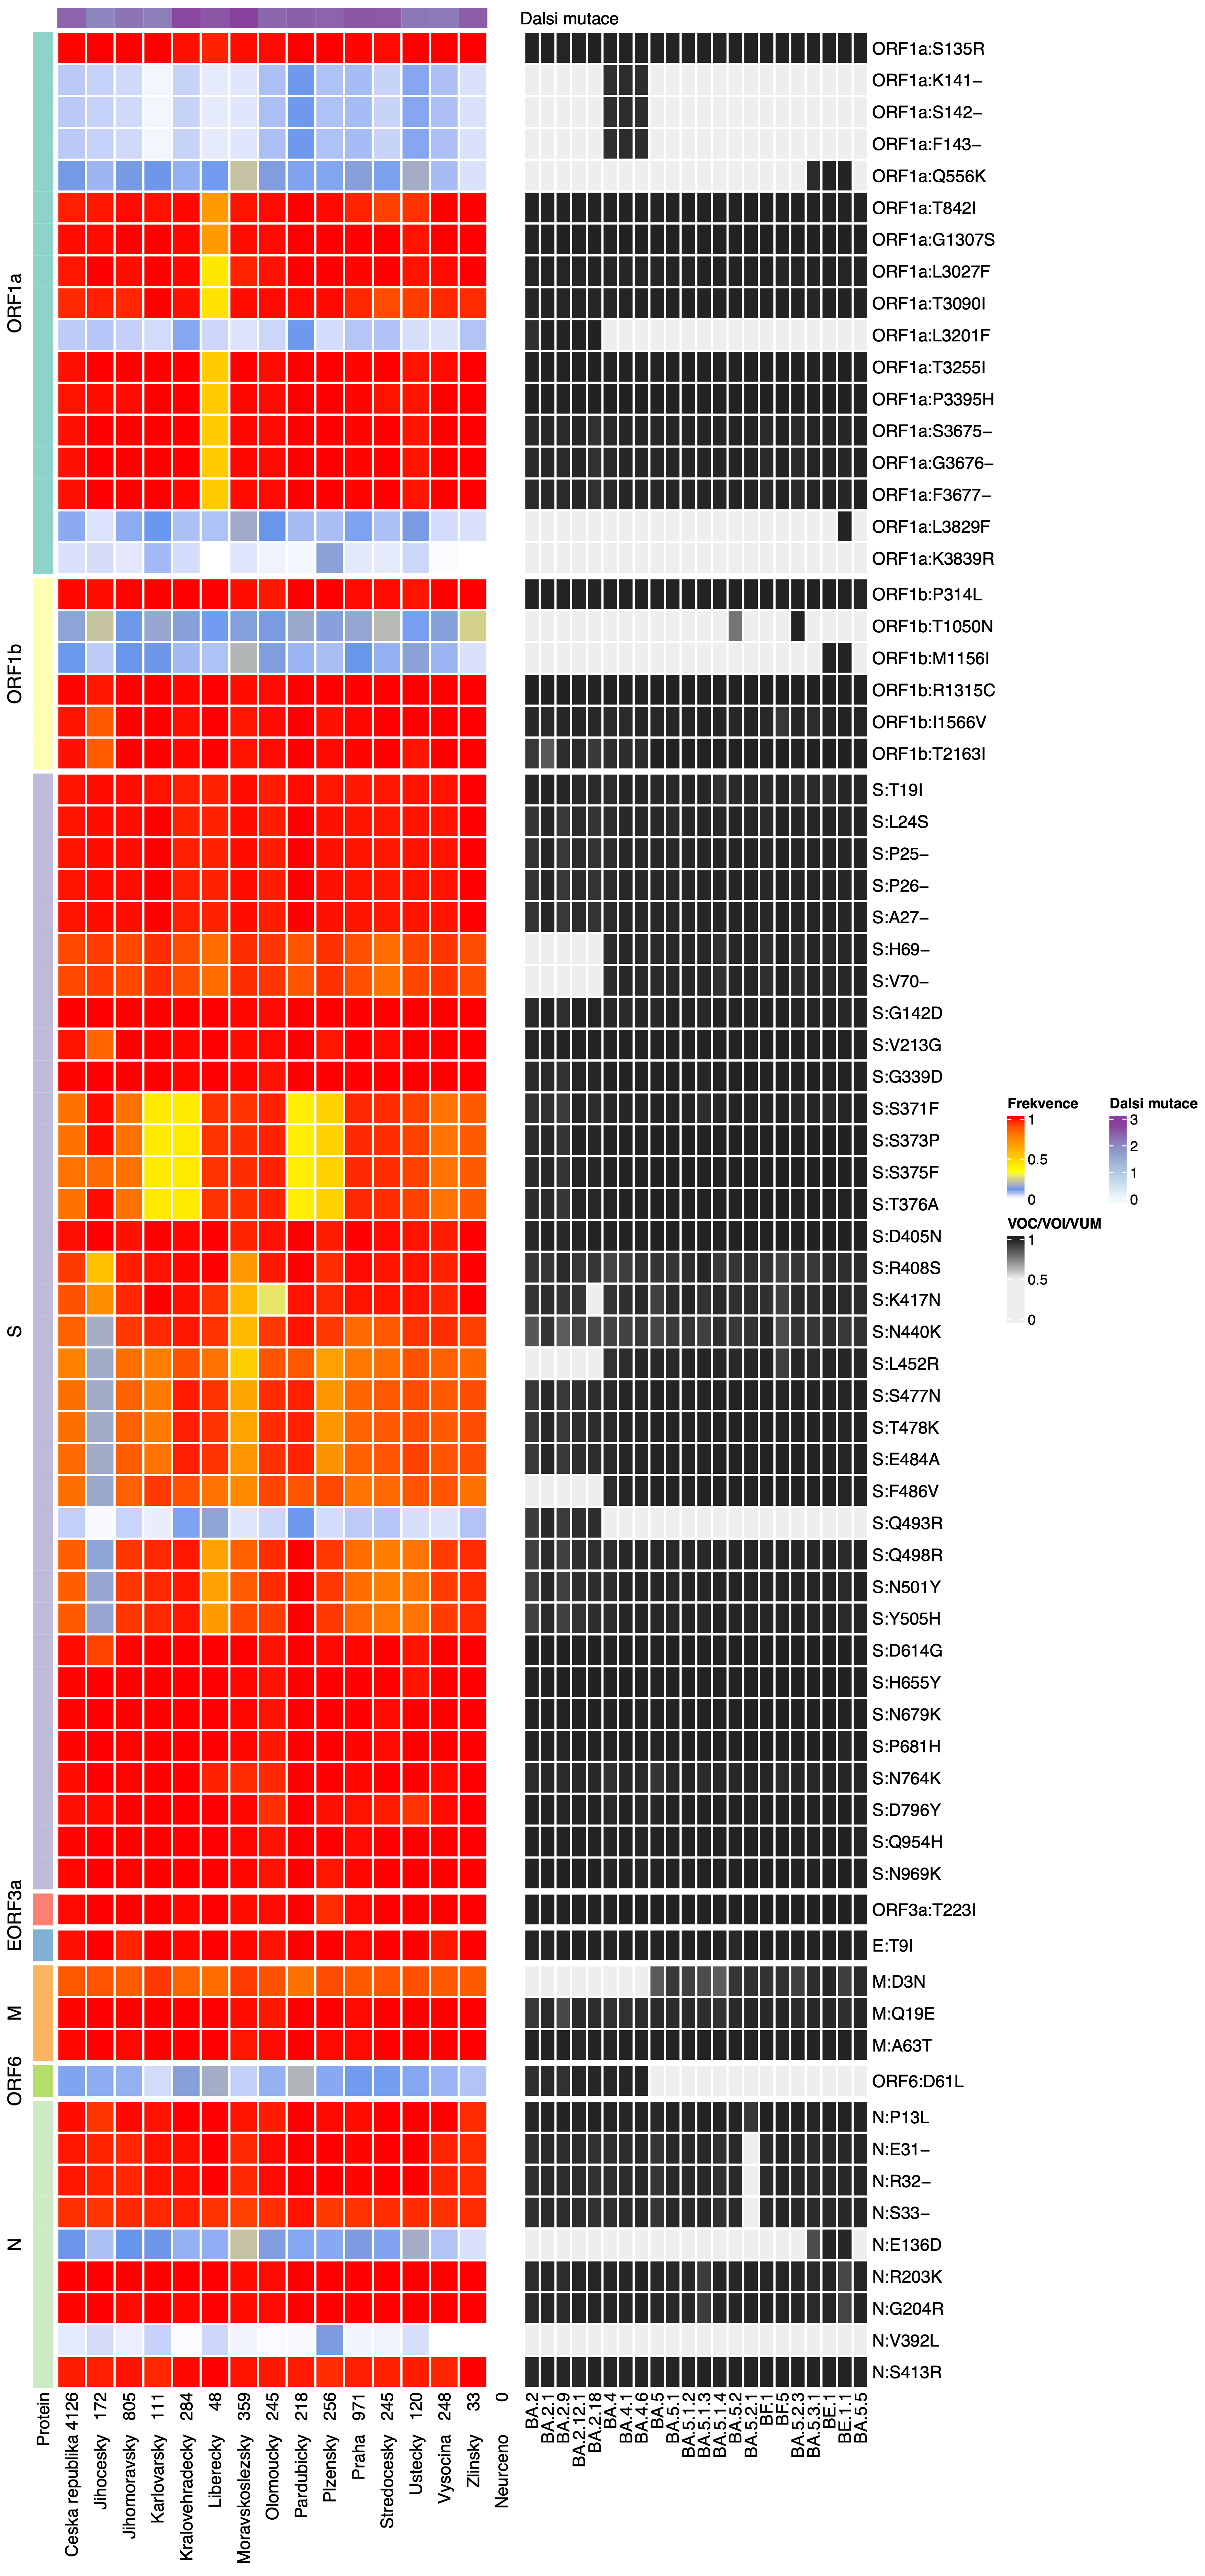 Dalsi mutace
ORF1a
ORF1b
S
EORF3a
M
ORF6
N
ORF1a:S135R
ORF1a:K141−
ORF1a:S142−
ORF1a:F143−
ORF1a:Q556K
ORF1a:T842I
ORF1a:G1307S
ORF1a:L3027F
ORF1a:T3090I
ORF1a:L3201F
ORF1a:T3255I
ORF1a:P3395H
ORF1a:S3675−
ORF1a:G3676−
ORF1a:F3677−
ORF1a:L3829F
ORF1a:K3839R
ORF1b:P314L
ORF1b:T1050N
ORF1b:M1156I
ORF1b:R1315C
ORF1b:I1566V
ORF1b:T2163I
S:T19I
S:L24S
S:P25−
S:P26−
S:A27−
S:H69−
S:V70−
S:G142D
S:V213G
S:G339D
S:S371F
S:S373P
S:S375F
S:T376A
S:D405N
S:R408S
S:K417N
S:N440K
S:L452R
S:S477N
S:T478K
S:E484A
S:F486V
S:Q493R
S:Q498R
S:N501Y
S:Y505H
S:D614G
S:H655Y
S:N679K
S:P681H
S:N764K
S:D796Y
S:Q954H
S:N969K
ORF3a:T223I
E:T9I
M:D3N
M:Q19E
M:A63T
ORF6:D61L
N:P13L
N:E31−
N:R32−
N:S33−
N:E136D
N:R203K
N:G204R
N:V392L
N:S413R
Frekvence
1
0.5
0
Dalsi mutace
3
2
1
0
VOC/VOI/VUM
1
0.5
0
Protein
Ceska republika 4126
Jihocesky 172
Jihomoravsky 805
Karlovarsky 111
Kralovehradecky 284
Liberecky 48
Moravskoslezsky 359
Olomoucky 245
Pardubicky 218
Plzensky 256
Praha 971
Stredocesky 245
Ustecky 120
Vysocina 248
Zlinsky 33
Neurceno 0
BA.2
BA.2.1
BA.2.9
BA.2.12.1
BA.2.18
BA.4
BA.4.1
BA.4.6
BA.5
BA.5.1
BA.5.1.2
BA.5.1.3
BA.5.1.4
BA.5.2
BA.5.2.1
BF.1
BF.5
BA.5.2.3
BA.5.3.1
BE.1
BE.1.1
BA.5.5